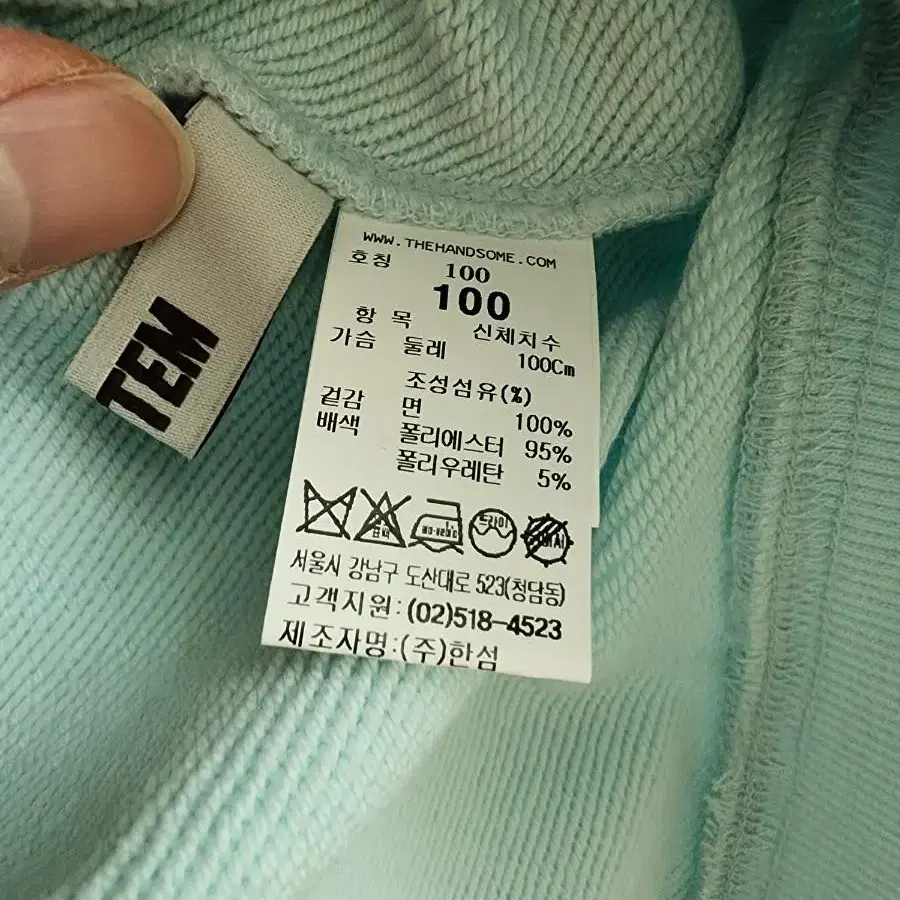 TEM
WWW.THEHANDSOME.COM
호칭 100
100
항 목 신체치수
가슴 둘레 100Cm
조성섬유(%)
겉감 면 100%
배색 폴리에스터 95%
폴리우레탄 5%
표백 드라이
서울시 강남구 도산대로 523(청담동)
고객지원:(02)518-4523
제조자명:(주)한섬